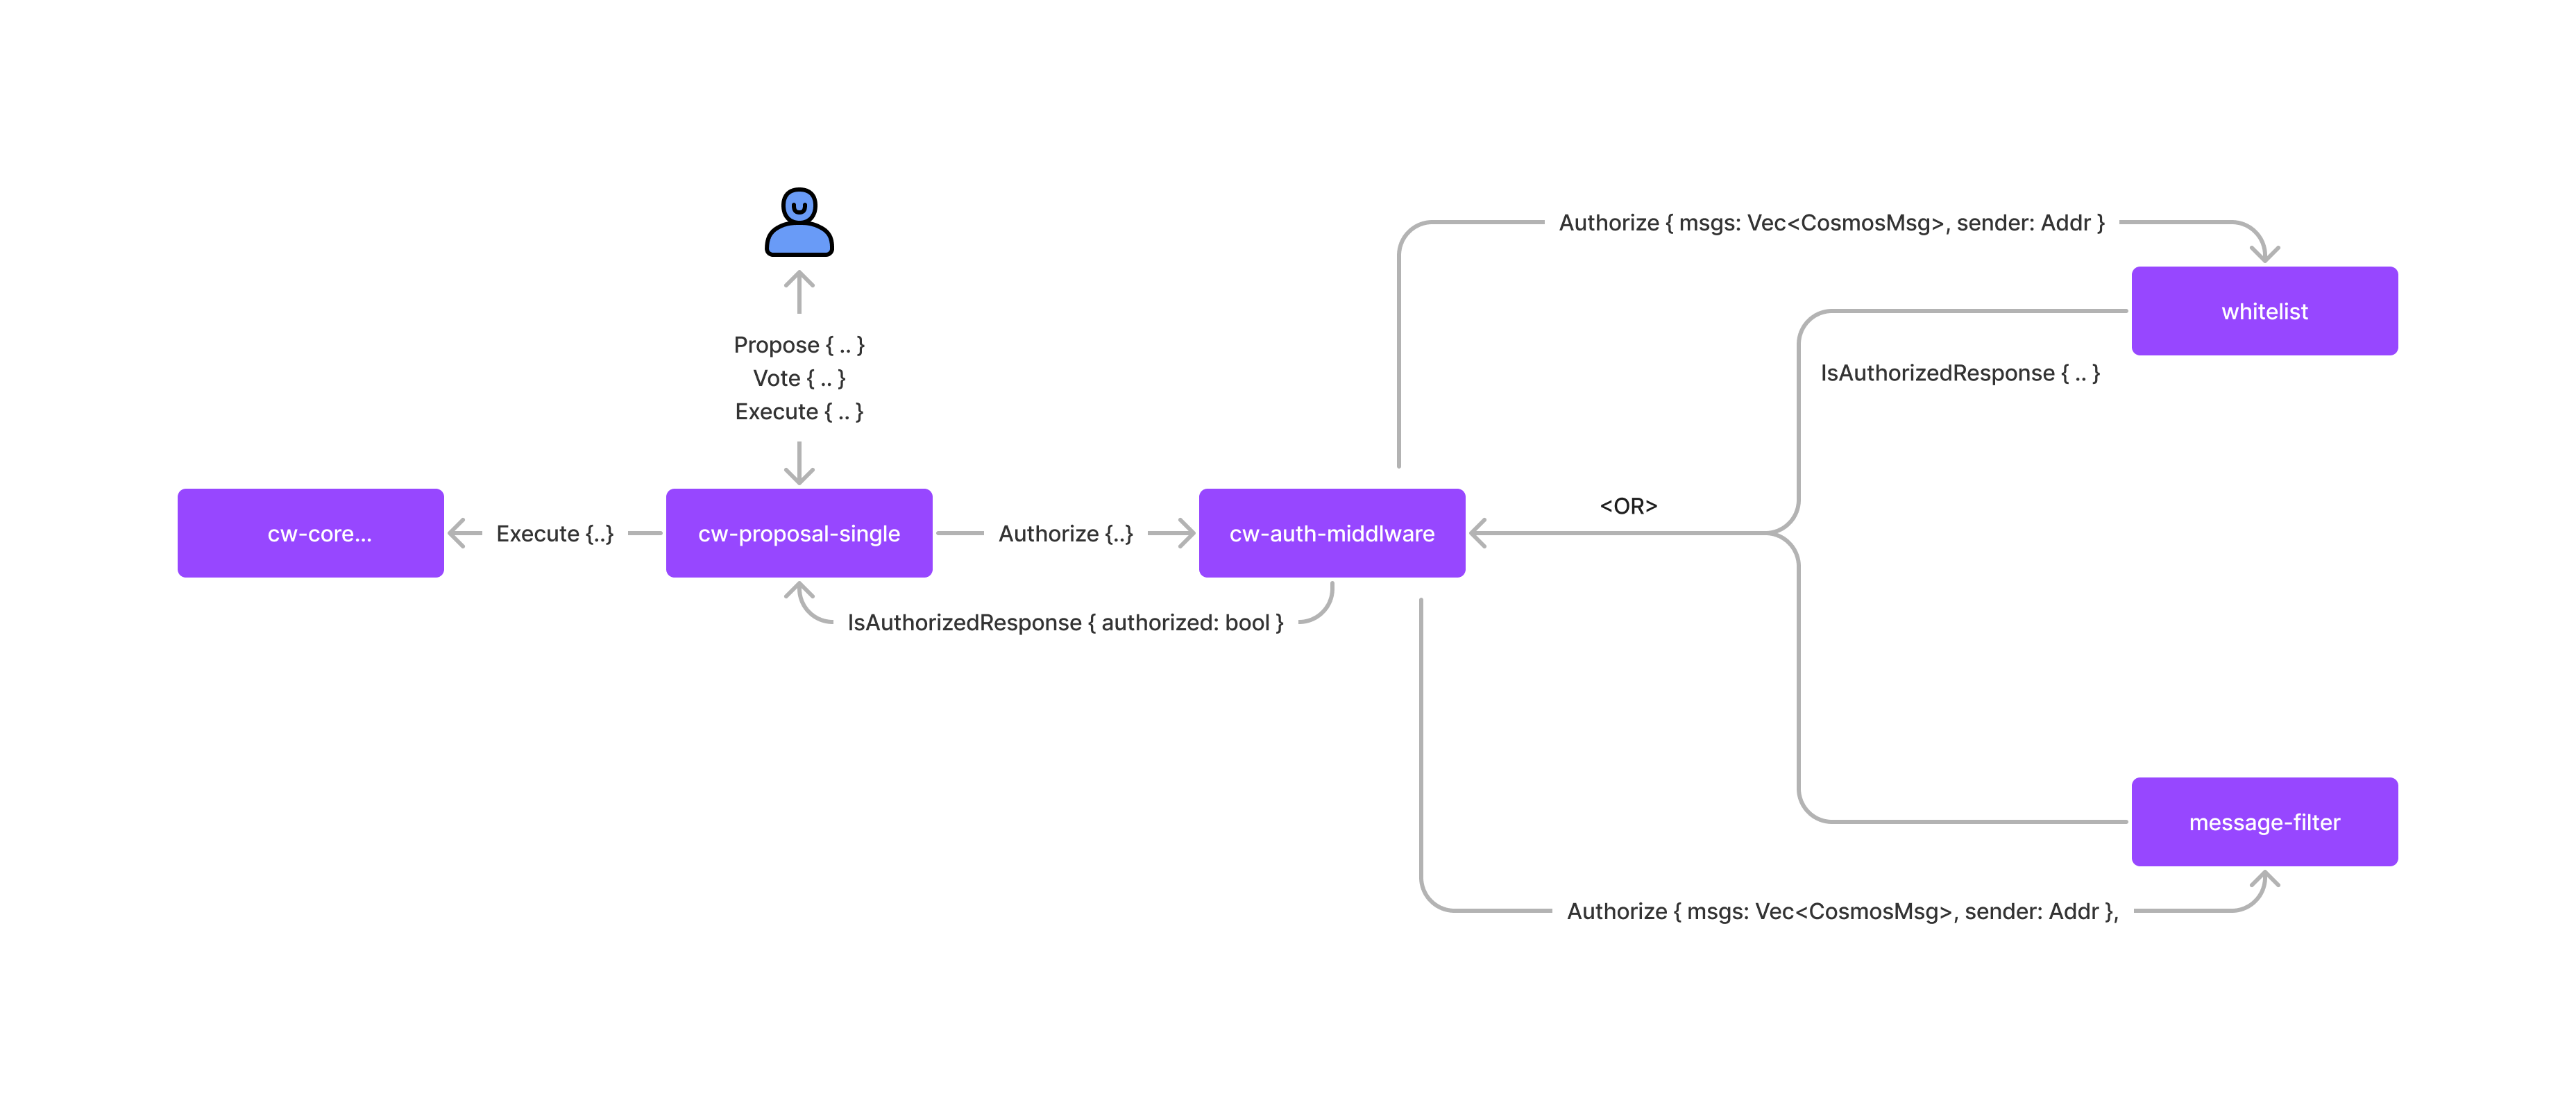 Authorize { msgs: Vec<CosmosMsg>, sender: Addr }
whitelist
Propose { .. }
Vote { .. }
Execute { .. }
IsAuthorizedResponse { .. }
<OR>
cw-core...
Execute {..}
cw-proposal-single
Authorize {..}
cw-auth-middlware
IsAuthorizedResponse { authorized: bool }
message-filter
Authorize { msgs: Vec<CosmosMsg>, sender: Addr },